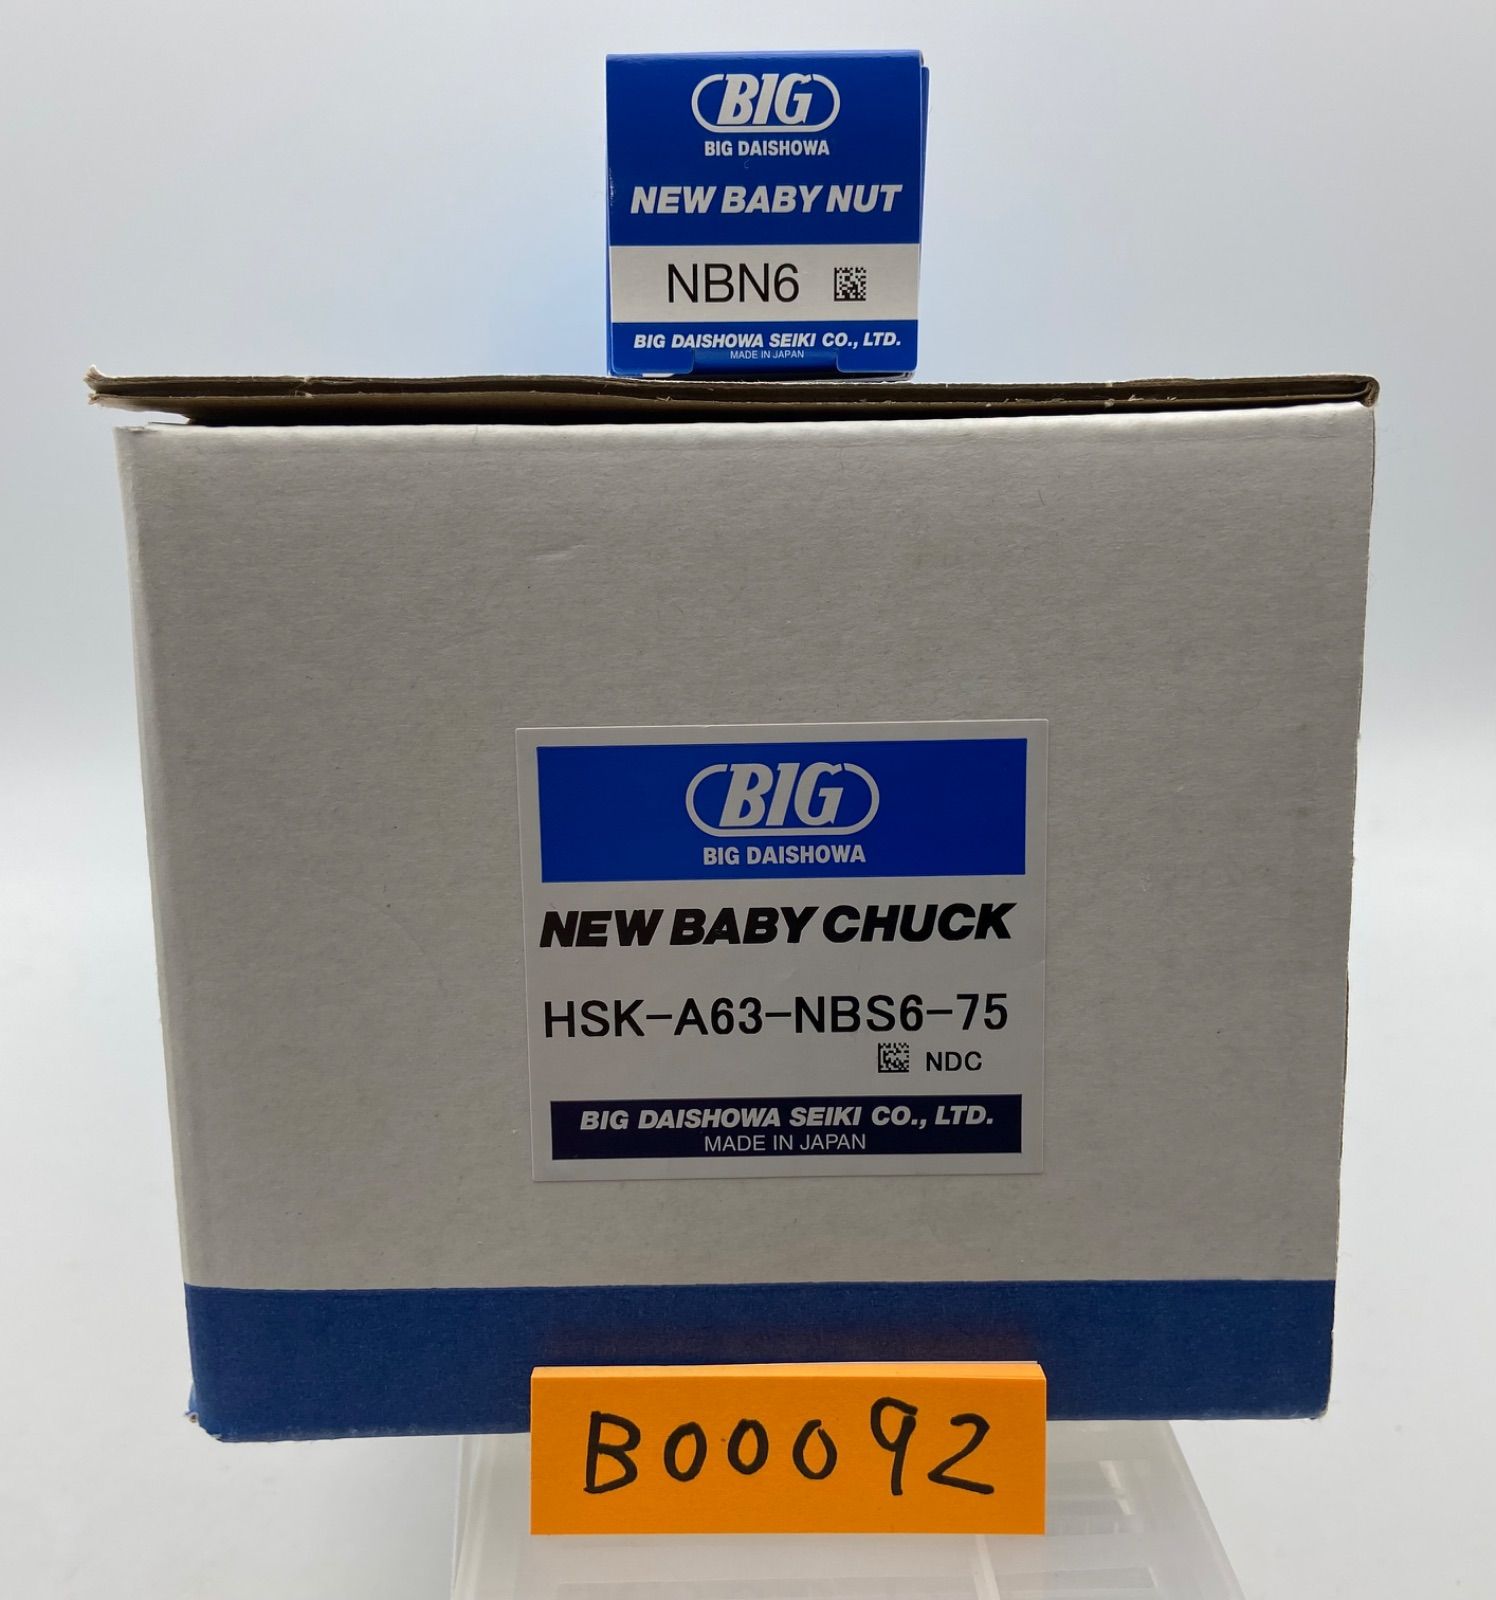 BIG
BIG DAISHOWA
NEW BABY NUT
NBN6
BIG DAISHOWA SEIKI CO., LTD.
MADE IN JAPAN
BIG
BIG DAISHOWA
NEW BABY CHUCK
HSK-A63-NBS6-75
NDC
BIG DAISHOWA SEIKI CO., LTD.
MADE IN JAPAN
B00092